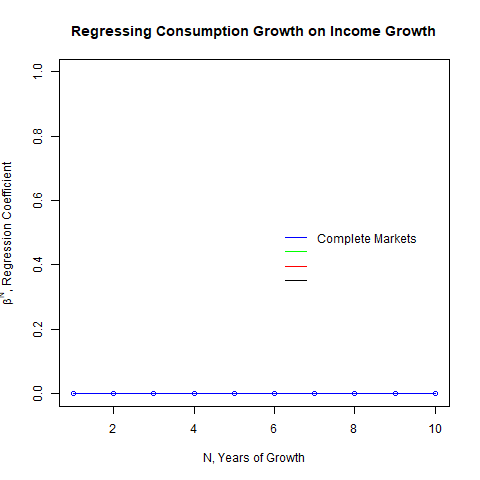 Regressing Consumption Growth on Income Growth
β^N, Regression Coefficient
1.0
0.8
0.6
0.4
0.2
0.0
Complete Markets
2
4
6
8
10
N, Years of Growth